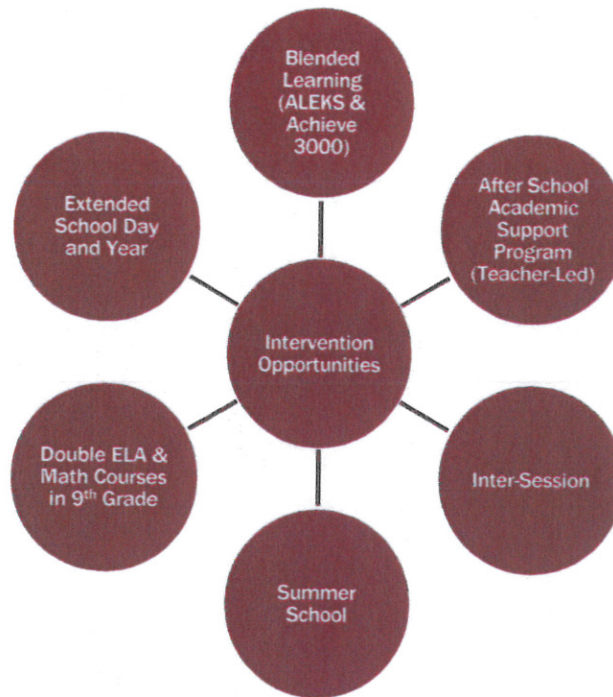 Blended
Learning
(ALEKS &
Achieve
3000)
After School
Academic
Support
Program
(Teacher-Led)
Inter-Session
Summer
School
Double ELA &
Math Courses
in 9th Grade
Extended
School Day
and Year
Intervention
Opportunities